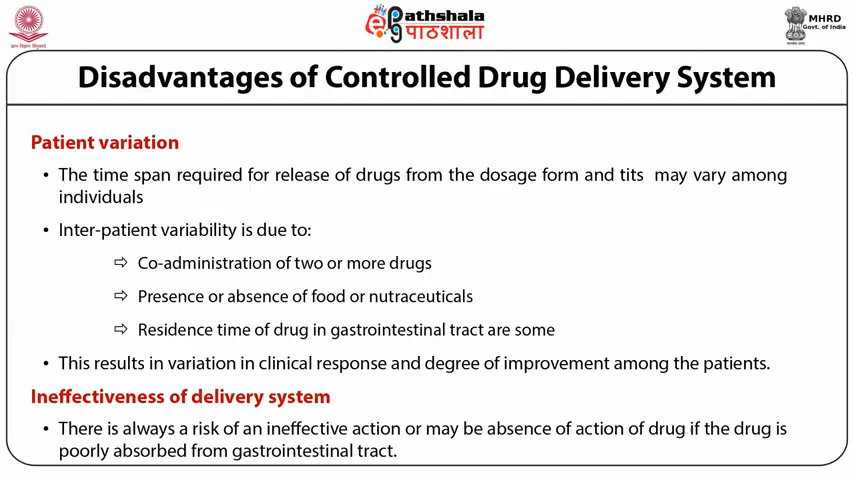 ePG Pathshala
पाठशाला
MHRD
Govt. of India
Disadvantages of Controlled Drug Delivery System
Patient variation
• The time span required for release of drugs from the dosage form and tits may vary among
individuals
• Inter-patient variability is due to:
⇨ Co-administration of two or more drugs
⇨ Presence or absence of food or nutraceuticals
⇨ Residence time of drug in gastrointestinal tract are some
• This results in variation in clinical response and degree of improvement among the patients.
Ineffectiveness of delivery system
• There is always a risk of an ineffective action or may be absence of action of drug if the drug is
poorly absorbed from gastrointestinal tract.